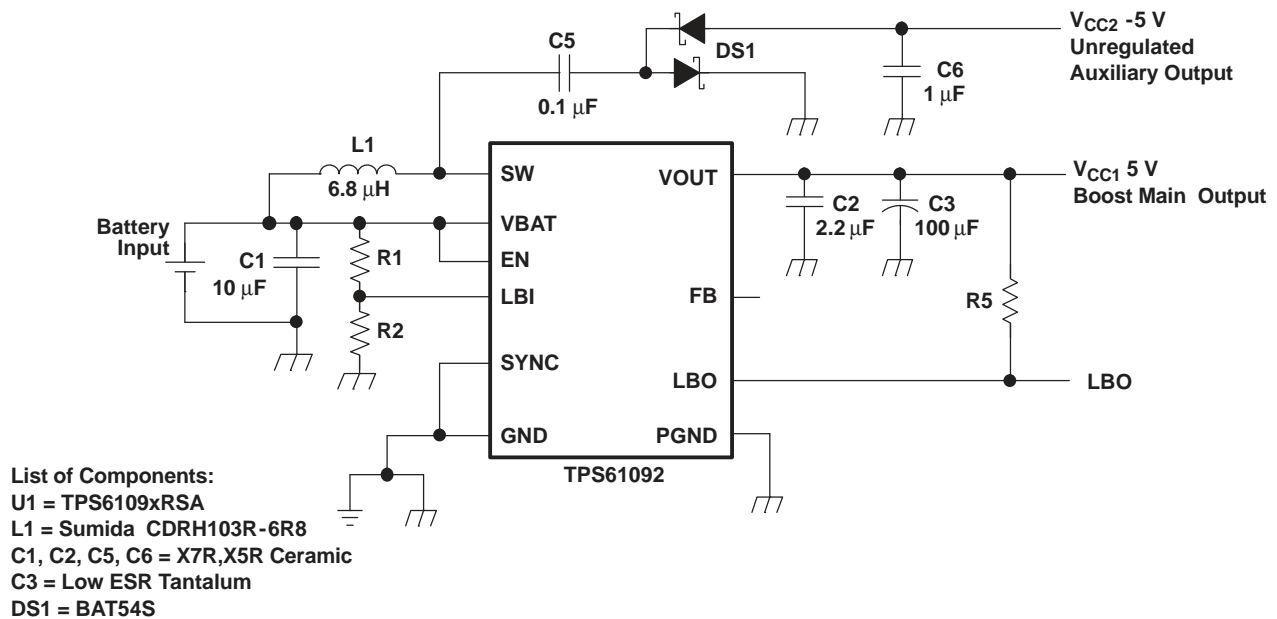 C5
0.1 µF
DS1
C6
1 µF
VCC2 -5 V
Unregulated
Auxiliary Output
L1
6.8 µH
SW
VOUT
VCC1 5 V
Boost Main Output
C2
2.2 µF
C3
100 µF
Battery
Input
C1
10 µF
R1
VBAT
EN
LBI
R2
FB
R5
SYNC
LBO
LBO
GND
PGND
TPS61092
List of Components:
U1 = TPS6109xRSA
L1 = Sumida CDRH103R-6R8
C1, C2, C5, C6 = X7R,X5R Ceramic
C3 = Low ESR Tantalum
DS1 = BAT54S